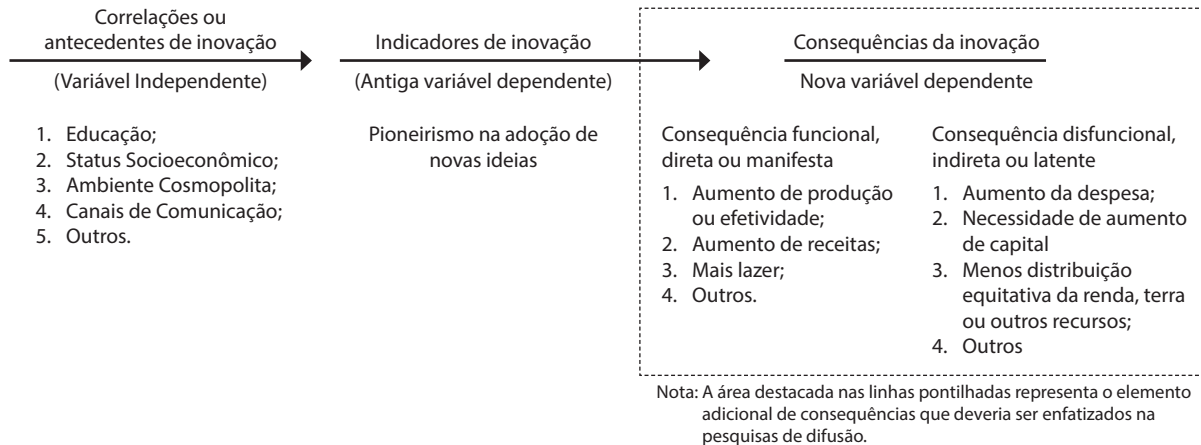 Correlações ou
antecedentes de inovação
(Variável Independente)
1. Educação;
2. Status Socioeconômico;
3. Ambiente Cosmopolita;
4. Canais de Comunicação;
5. Outros.
Indicadores de inovação
(Antiga variável dependente)
Pioneirismo na adoção de
novas ideias
Consequências da inovação
Nova variável dependente
Consequência funcional,
direta ou manifesta
1. Aumento de produção
ou efetividade;
2. Aumento de receitas;
3. Mais lazer;
4. Outros.
Consequência disfuncional,
indireta ou latente
1. Aumento da despesa;
2. Necessidade de aumento
de capital
3. Menos distribuição
equitativa da renda, terra
ou outros recursos;
4. Outros
Nota: A área destacada nas linhas pontilhadas representa o elemento
adicional de consequências que deveria ser enfatizados na
pesquisas de difusão.